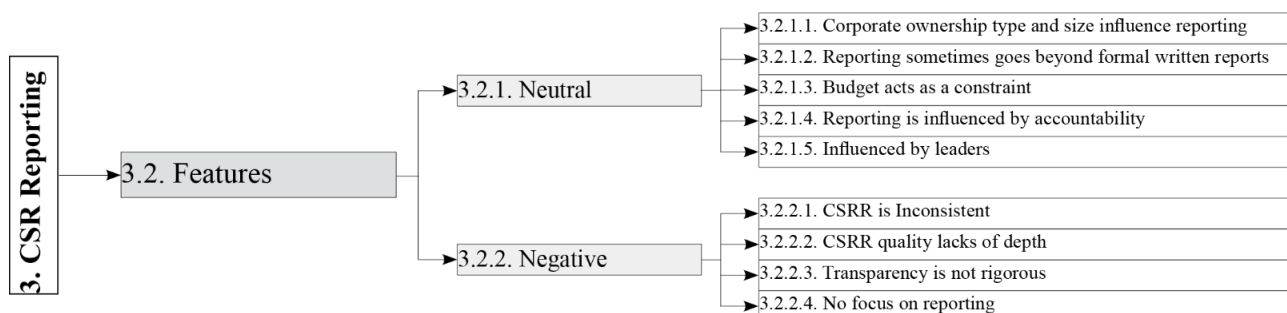 3. CSR Reporting
3.2. Features
3.2.1. Neutral
3.2.1.1. Corporate ownership type and size influence reporting
3.2.1.2. Reporting sometimes goes beyond formal written reports
3.2.1.3. Budget acts as a constraint
3.2.1.4. Reporting is influenced by accountability
3.2.1.5. Influenced by leaders
3.2.2. Negative
3.2.2.1. CSRR is Inconsistent
3.2.2.2. CSRR quality lacks of depth
3.2.2.3. Transparency is not rigorous
3.2.2.4. No focus on reporting